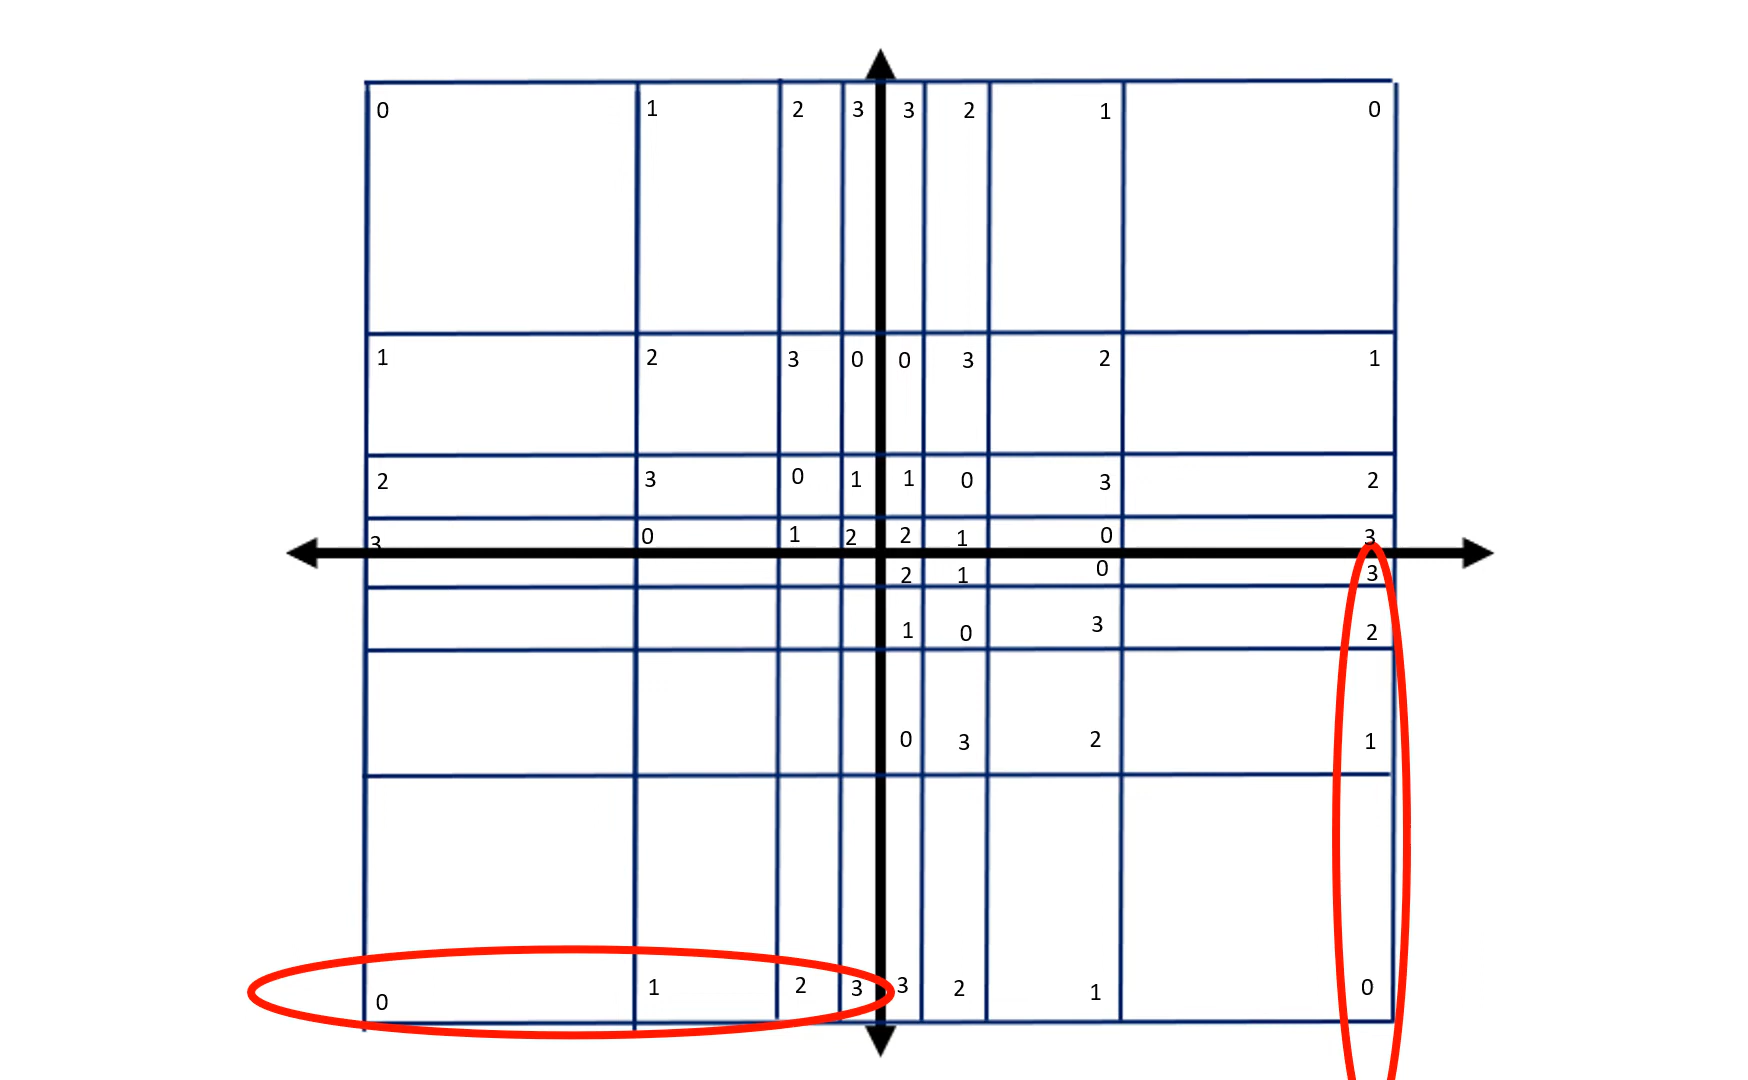 0 1 2 3 3 2 1 0
1 2 3 0 0 3 2 1
2 3 0 1 1 0 3 2
3 0 1 2 2 1 0 3
2 1 0 3
1 0 3 2
0 3 2 1
0 1 2 3 3 2 1 0